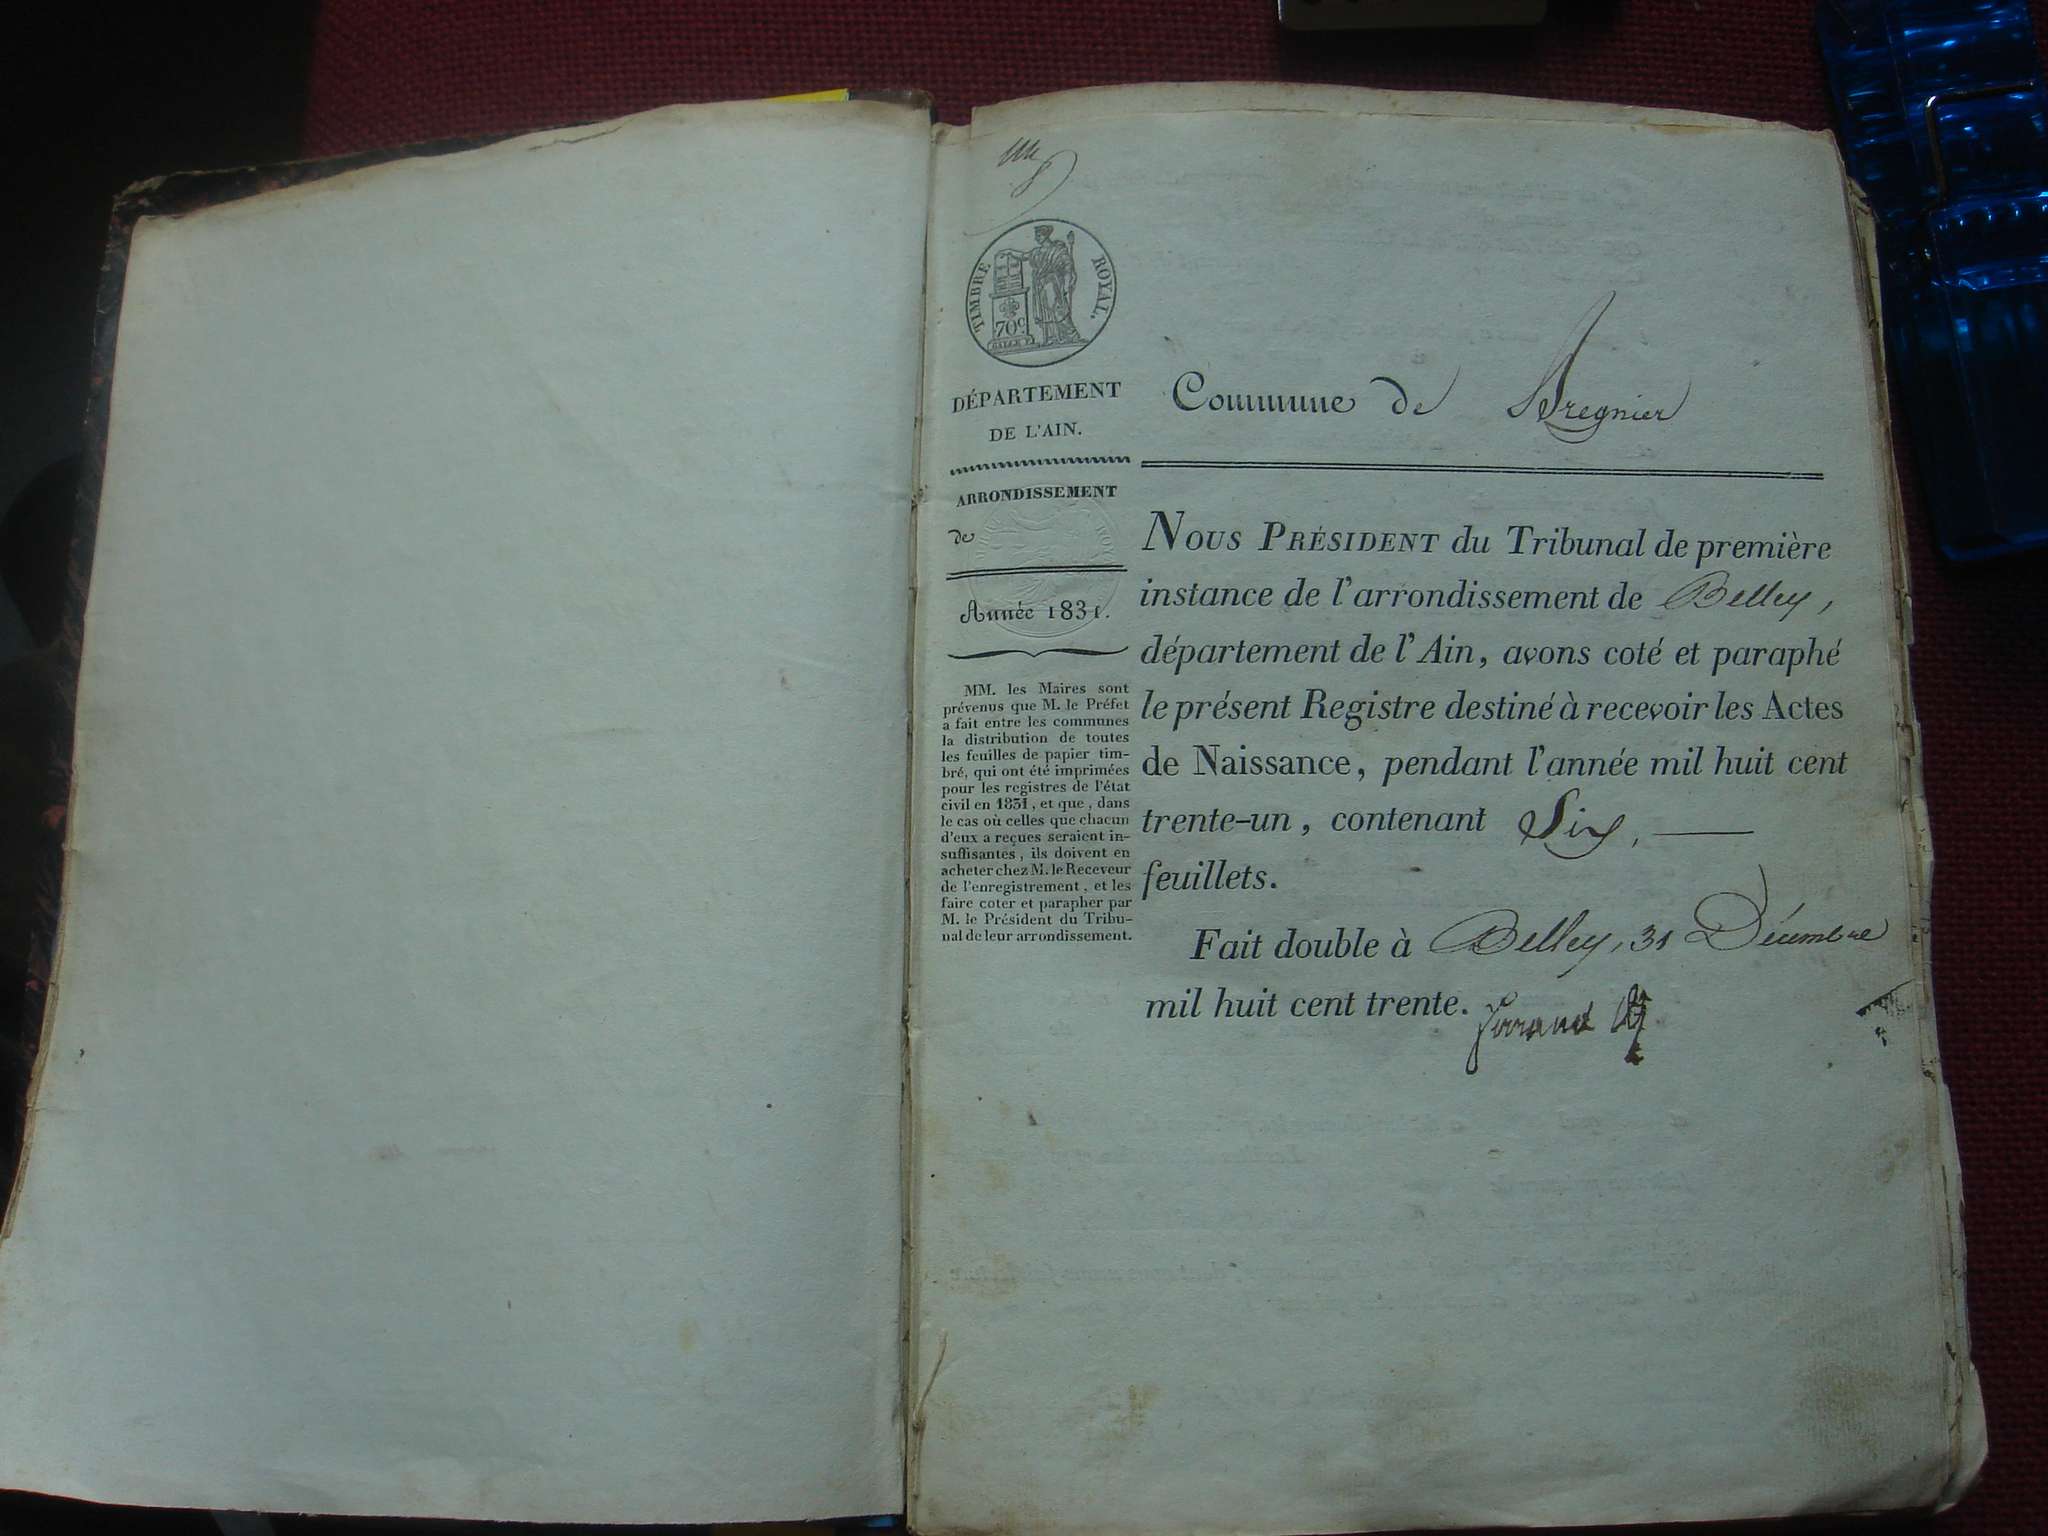 TIMBRE ROYAL.
70c
GALLE F.
DÉPARTEMENT
DE L'AIN.
ARRONDISSEMENT
de
Année 1831.
MM. les Maires sont
prévenus que M. le Préfet
a fait entre les communes
la distribution de toutes
les feuilles de papier tim-
bré, qui ont été imprimées
pour les registres de l'état
civil en 1831, et que, dans
le cas où celles que chacun
d'eux a reçues seraient in-
suffisantes, ils doivent en
acheter chez M. le Receveur
de l'enregistrement, et les
faire coter et parapher par
M. le Président du Tribu-
nal de leur arrondissement.
Commune de Bregnier
NOUS PRÉSIDENT du Tribunal de première
instance de l'arrondissement de Belley,
département de l'Ain, avons coté et paraphé
le présent Registre destiné à recevoir les Actes
de Naissance, pendant l'année mil huit cent
trente-un, contenant Six,
feuillets.
Fait double à Belley, 31 Décembre
mil huit cent trente.